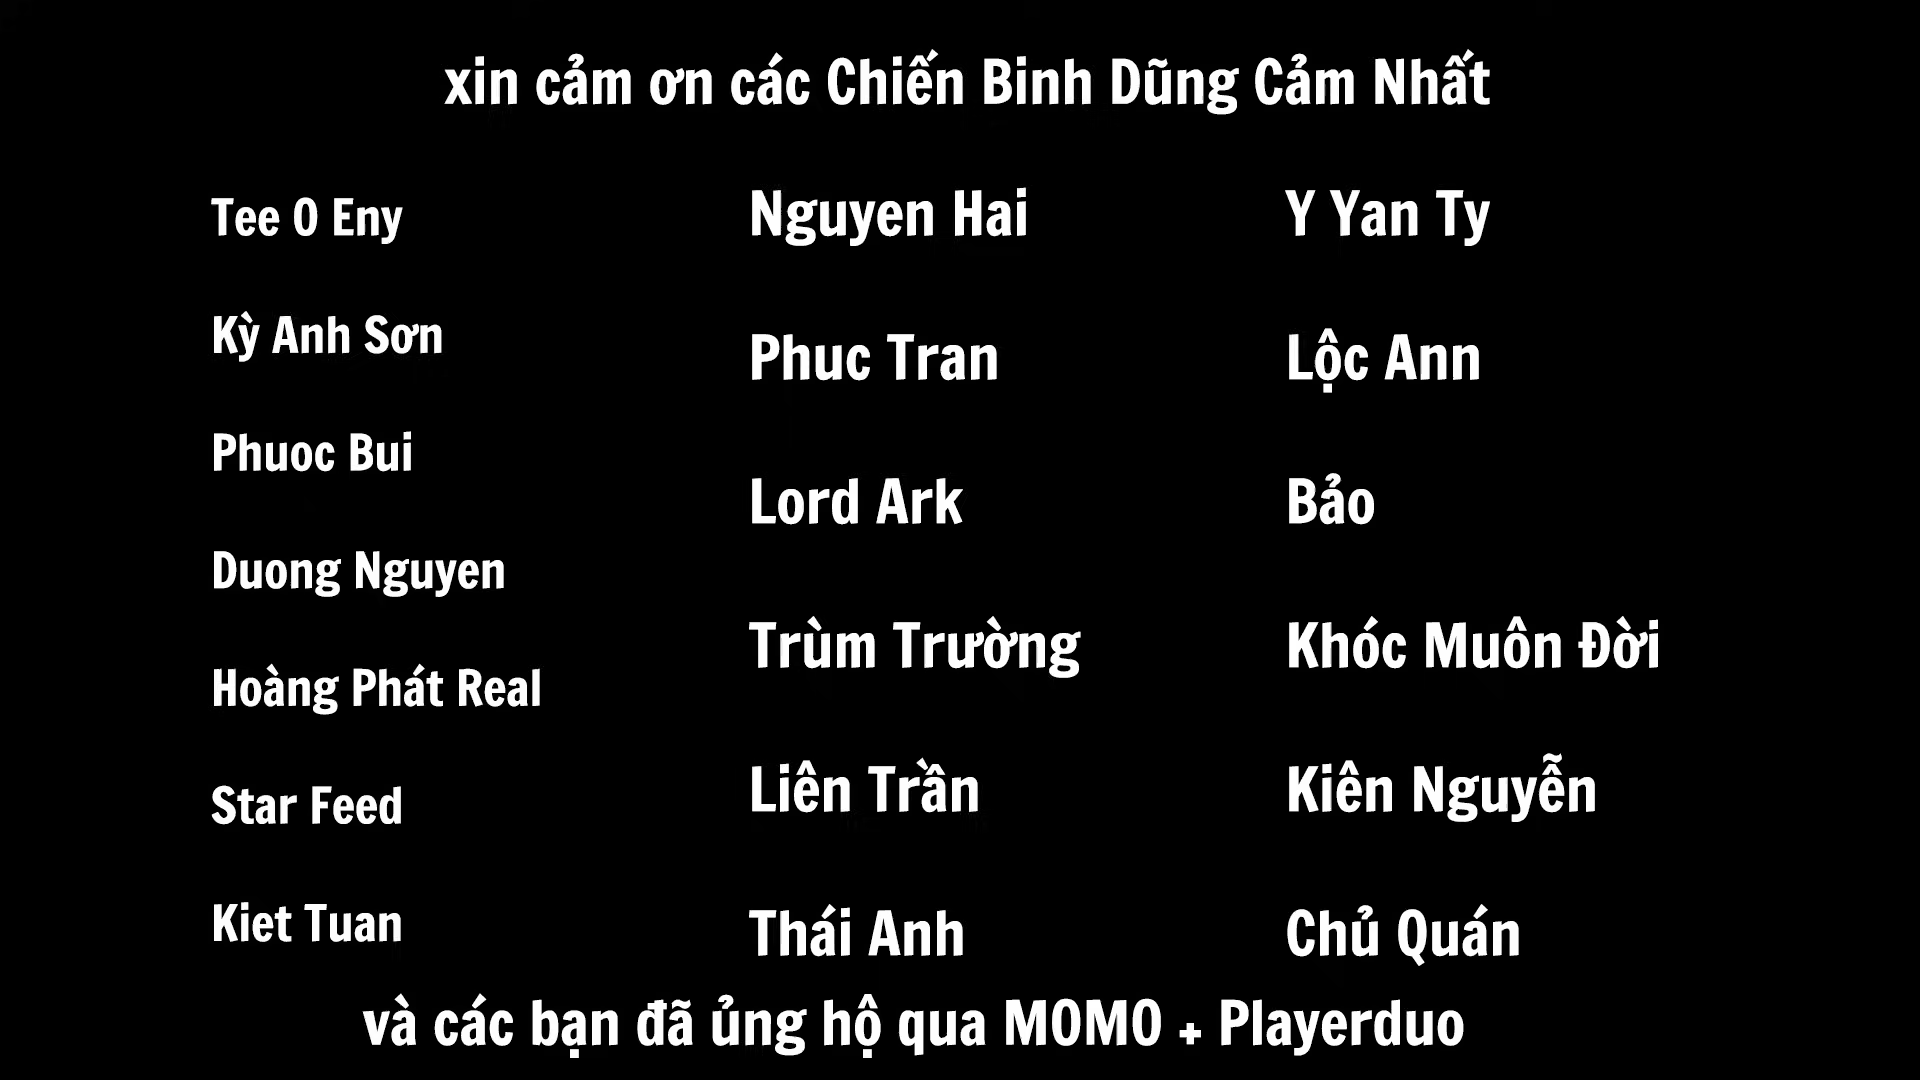 xin cảm ơn các Chiến Binh Dũng Cảm Nhất
Tee O Eny
Kỳ Anh Sơn
Phuoc Bui
Duong Nguyen
Hoàng Phát Real
Star Feed
Kiet Tuan
Nguyen Hai
Phuc Tran
Lord Ark
Trùm Trường
Liên Trần
Thái Anh
Y Yan Ty
Lộc Ann
Bảo
Khóc Muôn Đời
Kiên Nguyễn
Chủ Quán
và các bạn đã ủng hộ qua MOMO + Playerduo